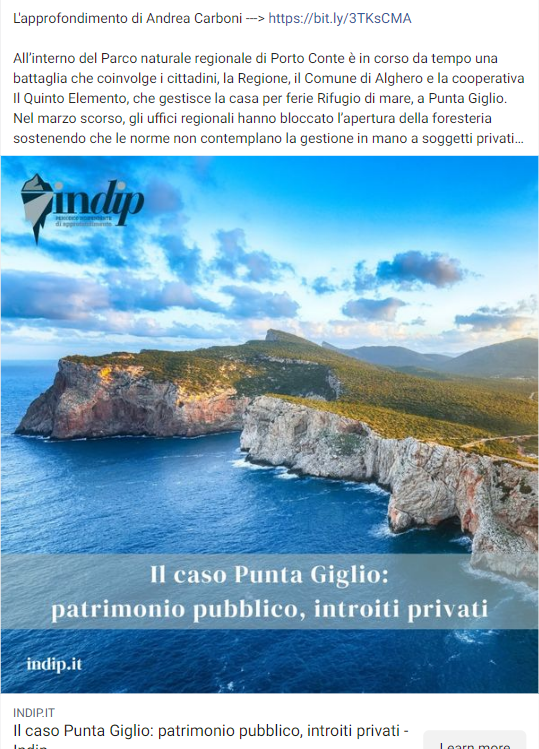 L'approfondimento di Andrea Carboni ---> https://bit.ly/3TKsCMA
All'interno del Parco naturale regionale di Porto Conte è in corso da tempo una
battaglia che coinvolge i cittadini, la Regione, il Comune di Alghero e la cooperativa
Il Quinto Elemento, che gestisce la casa per ferie Rifugio di mare, a Punta Giglio.
Nel marzo scorso, gli uffici regionali hanno bloccato l'apertura della foresteria
sostenendo che le norme non contemplano la gestione in mano a soggetti privati...
indip
di approfondimento
Il caso Punta Giglio:
patrimonio pubblico, introiti privati
indip.it
INDIP.IT
Il caso Punta Giglio: patrimonio pubblico, introiti privati -
Indip
Learn more